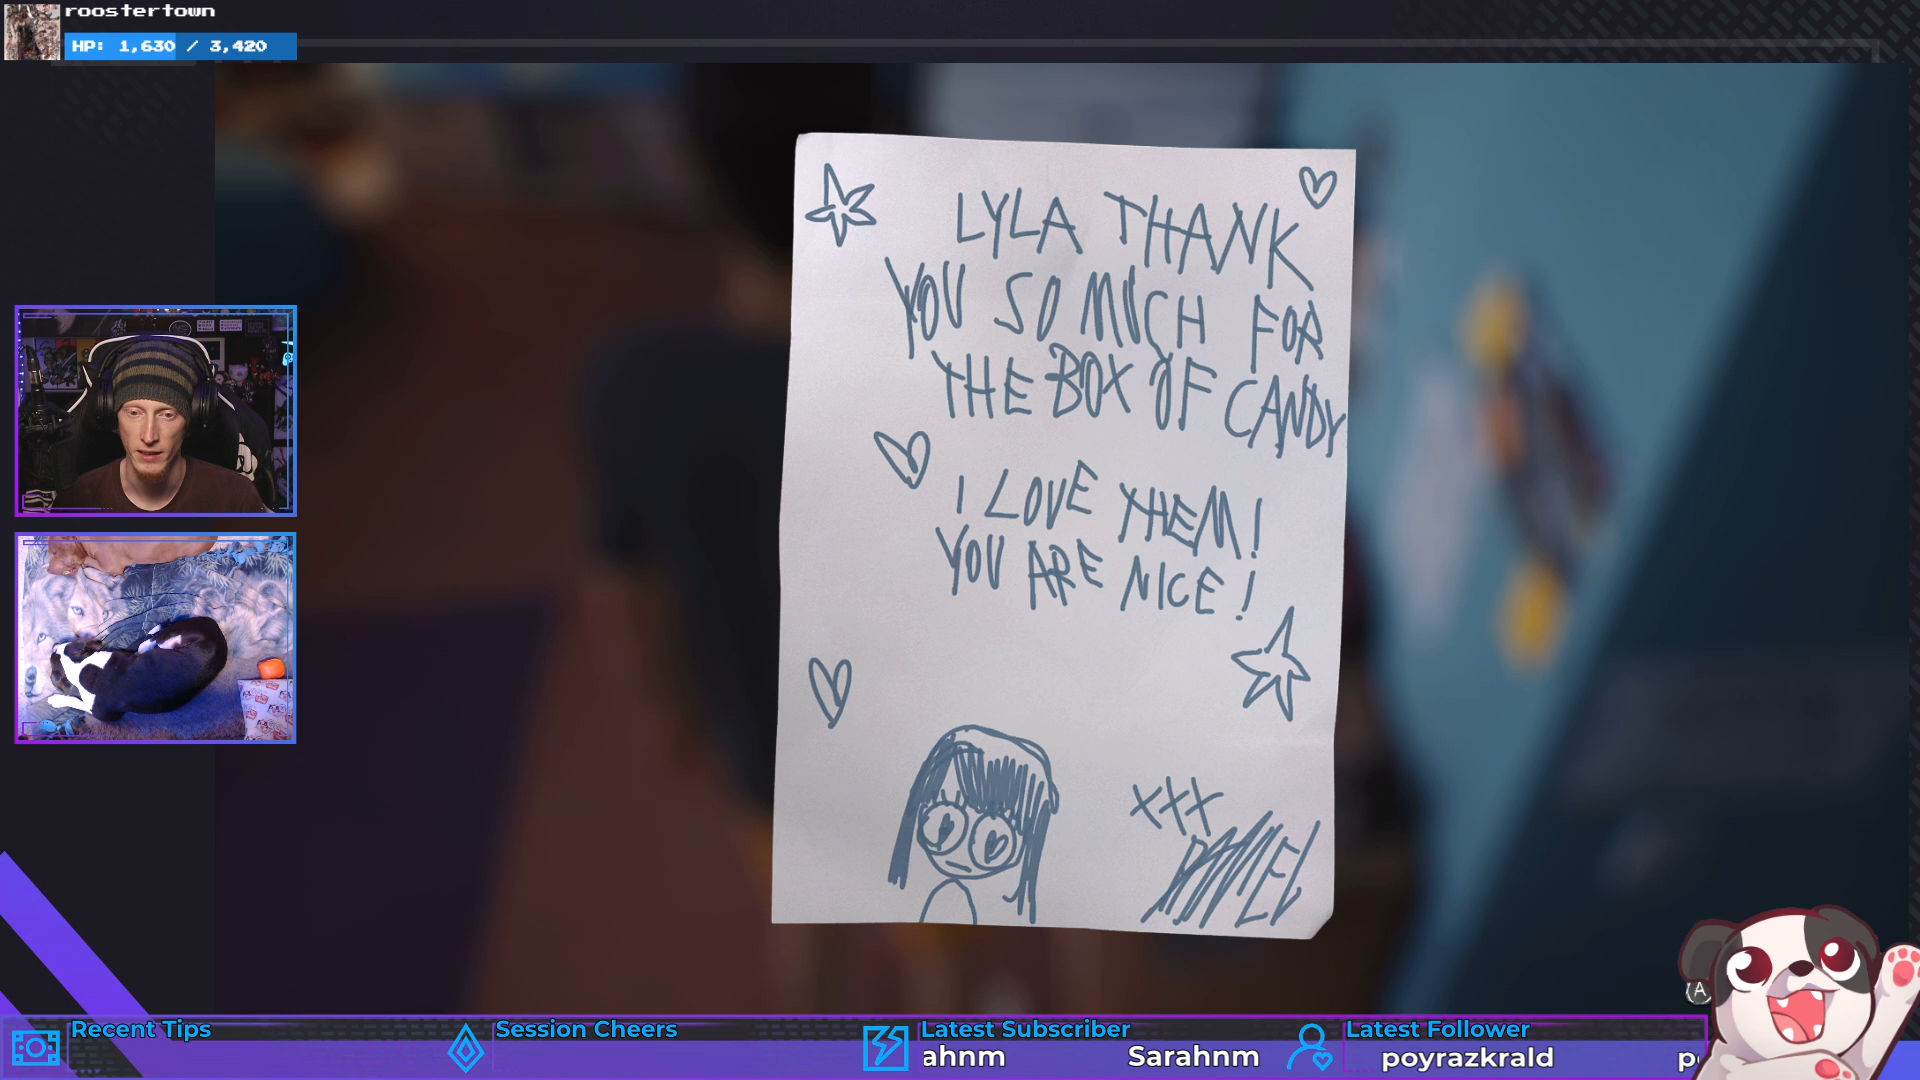 roostertown
HP: 1,630 / 3,420
LYLA THANK
YOU SO MUCH FOR
THE BOX OF CANDY
I LOVE THEM!
YOU ARE NICE!
XXX
DANIEL
(A
Recent Tips
Session Cheers
Latest Subscriber
ahnm Sarahnm
Latest Follower
poyrazkrald